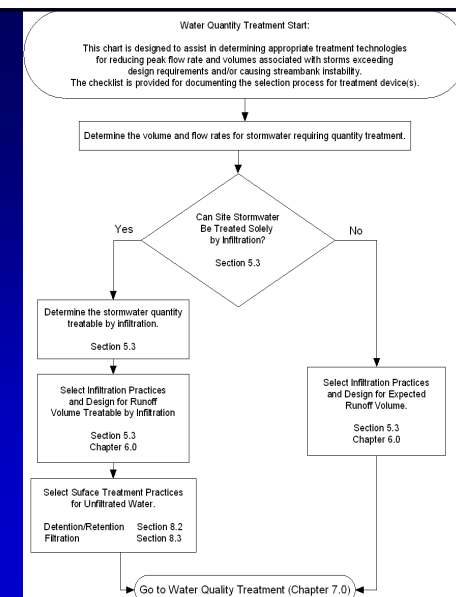 Water Quantity Treatment Start:
This chart is designed to assist in determining appropriate treatment technologies
for reducing peak flow rate and volumes associated with storms exceeding
design requirements and/or causing streambank instability.
The checklist is provided for documenting the selection process for treatment device(s).
Determine the volume and flow rates for stormwater requiring quantity treatment.
Can Site Stormwater
Be Treated Solely
by Infiltration?
Section 5.3
Yes
No
Determine the stormwater quantity
treatable by infiltration.
Section 5.3
Select Infiltration Practices
and Design for Runoff
Volume Treatable by Infiltration
Section 5.3
Chapter 6.0
Select Suface Treatment Practices
for Unfiltrated Water.
Detention/Retention Section 8.2
Filtration Section 8.3
Select Infiltration Practices
and Design for Expected
Runoff Volume.
Section 5.3
Chapter 6.0
Go to Water Quality Treatment (Chapter 7.0)